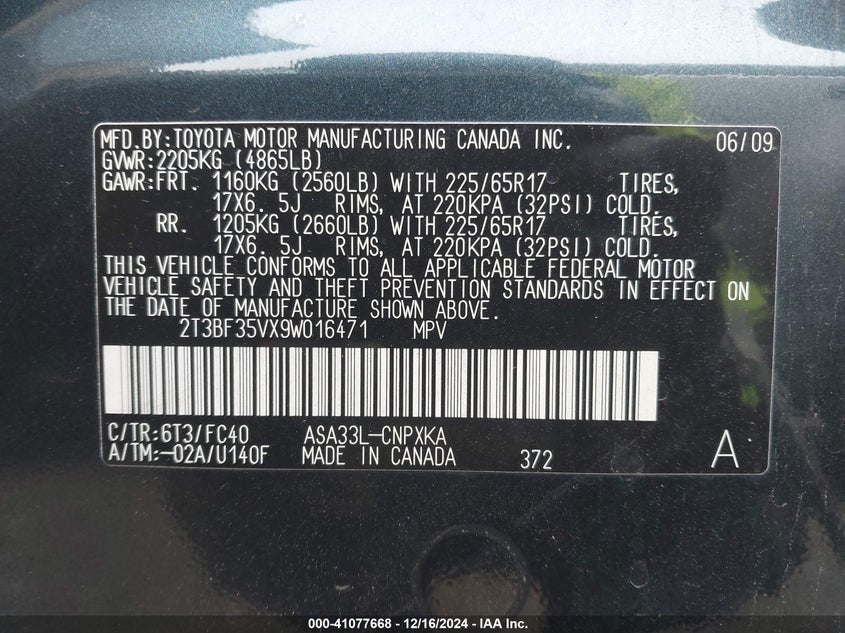 MFD.BY:TOYOTA MOTOR MANUFACTURING CANADA INC. 06/09
GVWR:2205KG (4865LB)
GAWR:FRT. 1160KG (2560LB) WITH 225/65R17 TIRES,
17X6.5J RIMS, AT 220KPA (32PSI) COLD.
RR. 1205KG (2660LB) WITH 225/65R17 TIRES,
17X6.5J RIMS, AT 220KPA (32PSI) COLD.
THIS VEHICLE CONFORMS TO ALL APPLICABLE FEDERAL MOTOR
VEHICLE SAFETY AND THEFT PREVENTION STANDARDS IN EFFECT ON
THE DATE OF MANUFACTURE SHOWN ABOVE.
2T3BF35VX9W016471 MPV
C/TR:6T3/FC40 ASA33L-CNPXKA
A/TM:-02A/U140F MADE IN CANADA 372 A
000-41077668 - 12/16/2024 - IAA Inc.